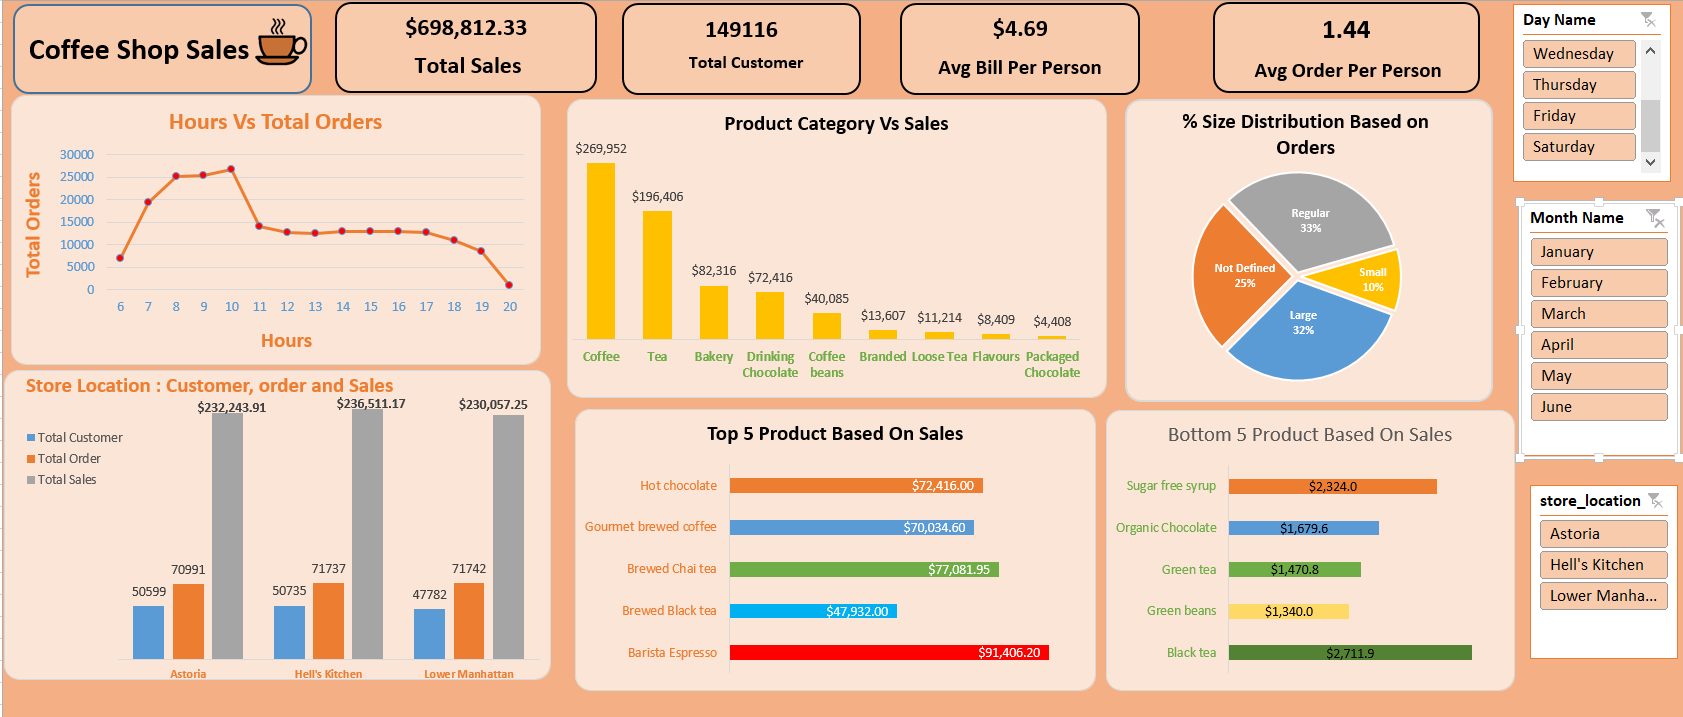 Coffee Shop Sales
$698,812.33
Total Sales
149116
Total Customer
$4.69
Avg Bill Per Person
1.44
Avg Order Per Person
Day Name
Wednesday
Thursday
Friday
Saturday
Hours Vs Total Orders
Total Orders
30000
25000
20000
15000
10000
5000
0
6 7 8 9 10 11 12 13 14 15 16 17 18 19 20
Hours
Product Category Vs Sales
$269,952
$196,406
$82,316
$72,416
$40,085
$13,607
$11,214
$8,409
$4,408
Coffee
Tea
Bakery
Drinking
Chocolate
Coffee
beans
Branded
Loose Tea
Flavours
Packaged
Chocolate
% Size Distribution Based on
Orders
Regular
33%
Small
10%
Large
32%
Not Defined
25%
Month Name
January
February
March
April
May
June
Store Location : Customer, order and Sales
Total Customer
Total Order
Total Sales
50599
70991
$232,243.91
50735
71737
$236,511.17
47782
71742
$230,057.25
Astoria
Hell's Kitchen
Lower Manhattan
Top 5 Product Based On Sales
Hot chocolate
$72,416.00
Gourmet brewed coffee
$70,034.60
Brewed Chai tea
$77,081.95
Brewed Black tea
$47,932.00
Barista Espresso
$91,406.20
Bottom 5 Product Based On Sales
Sugar free syrup
$2,324.0
Organic Chocolate
$1,679.6
Green tea
$1,470.8
Green beans
$1,340.0
Black tea
$2,711.9
store_location
Astoria
Hell's Kitchen
Lower Manha...